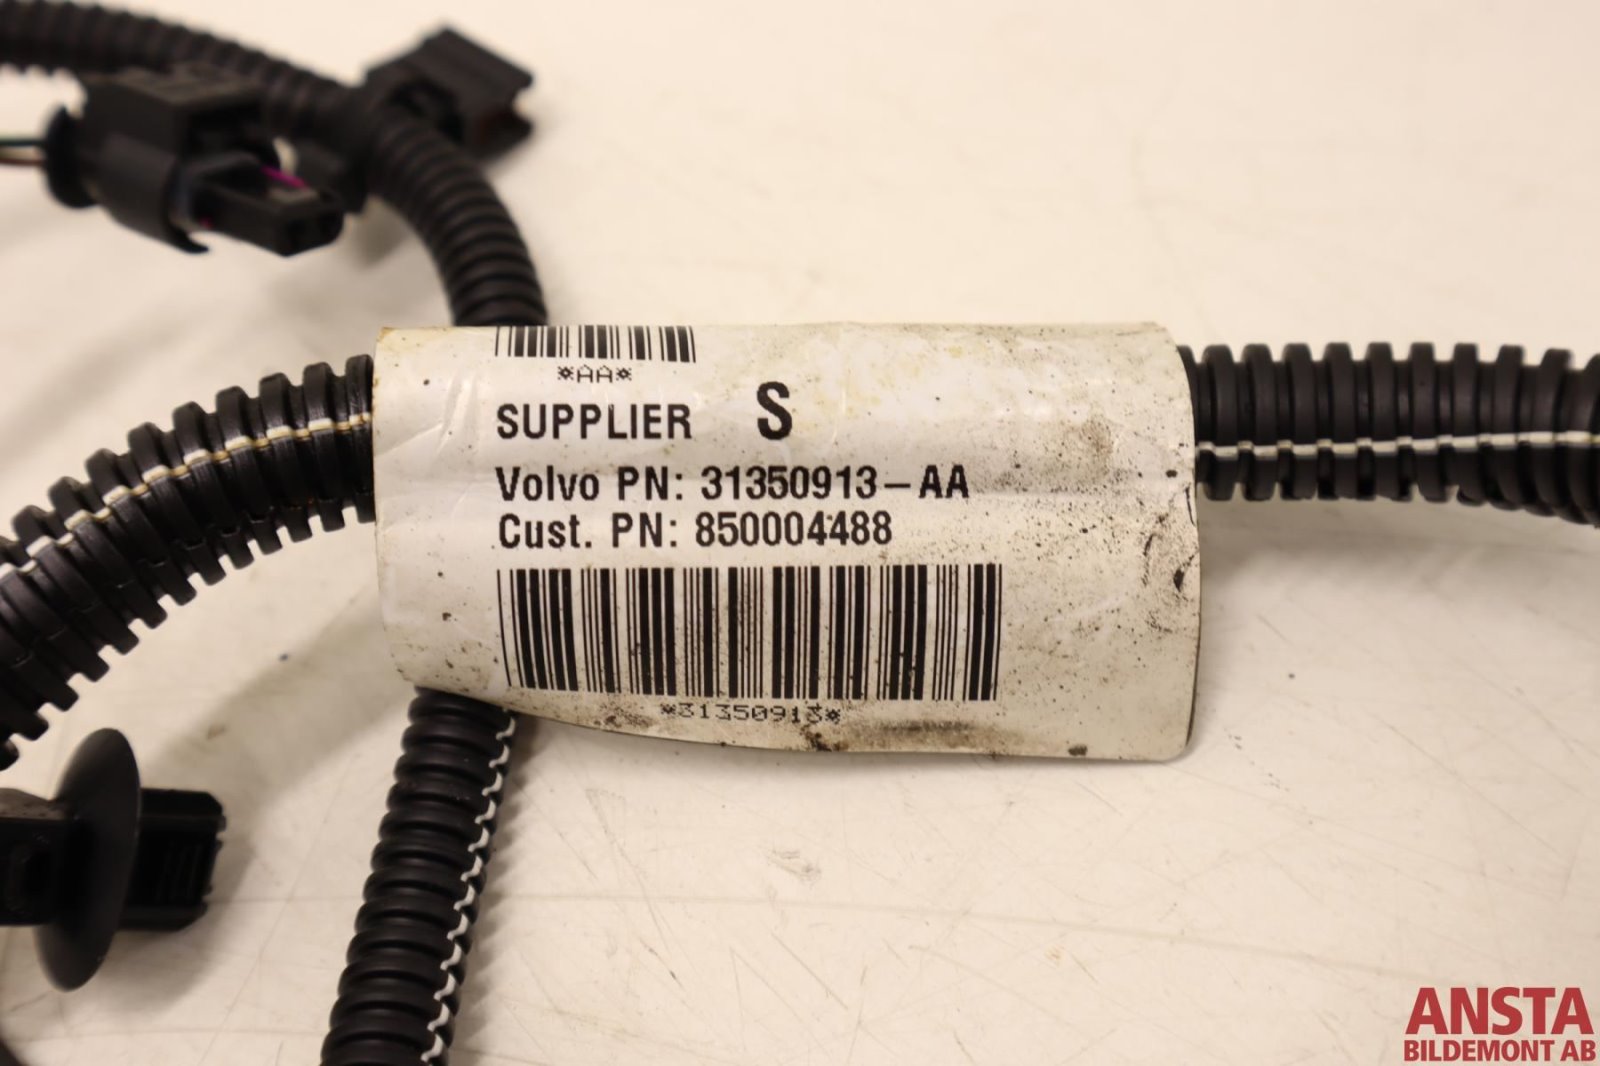 *AA*
SUPPLIER S
Volvo PN: 31350913-AA
Cust. PN: 850004488
*31350913*
ANSTA
BILDEMONT AB